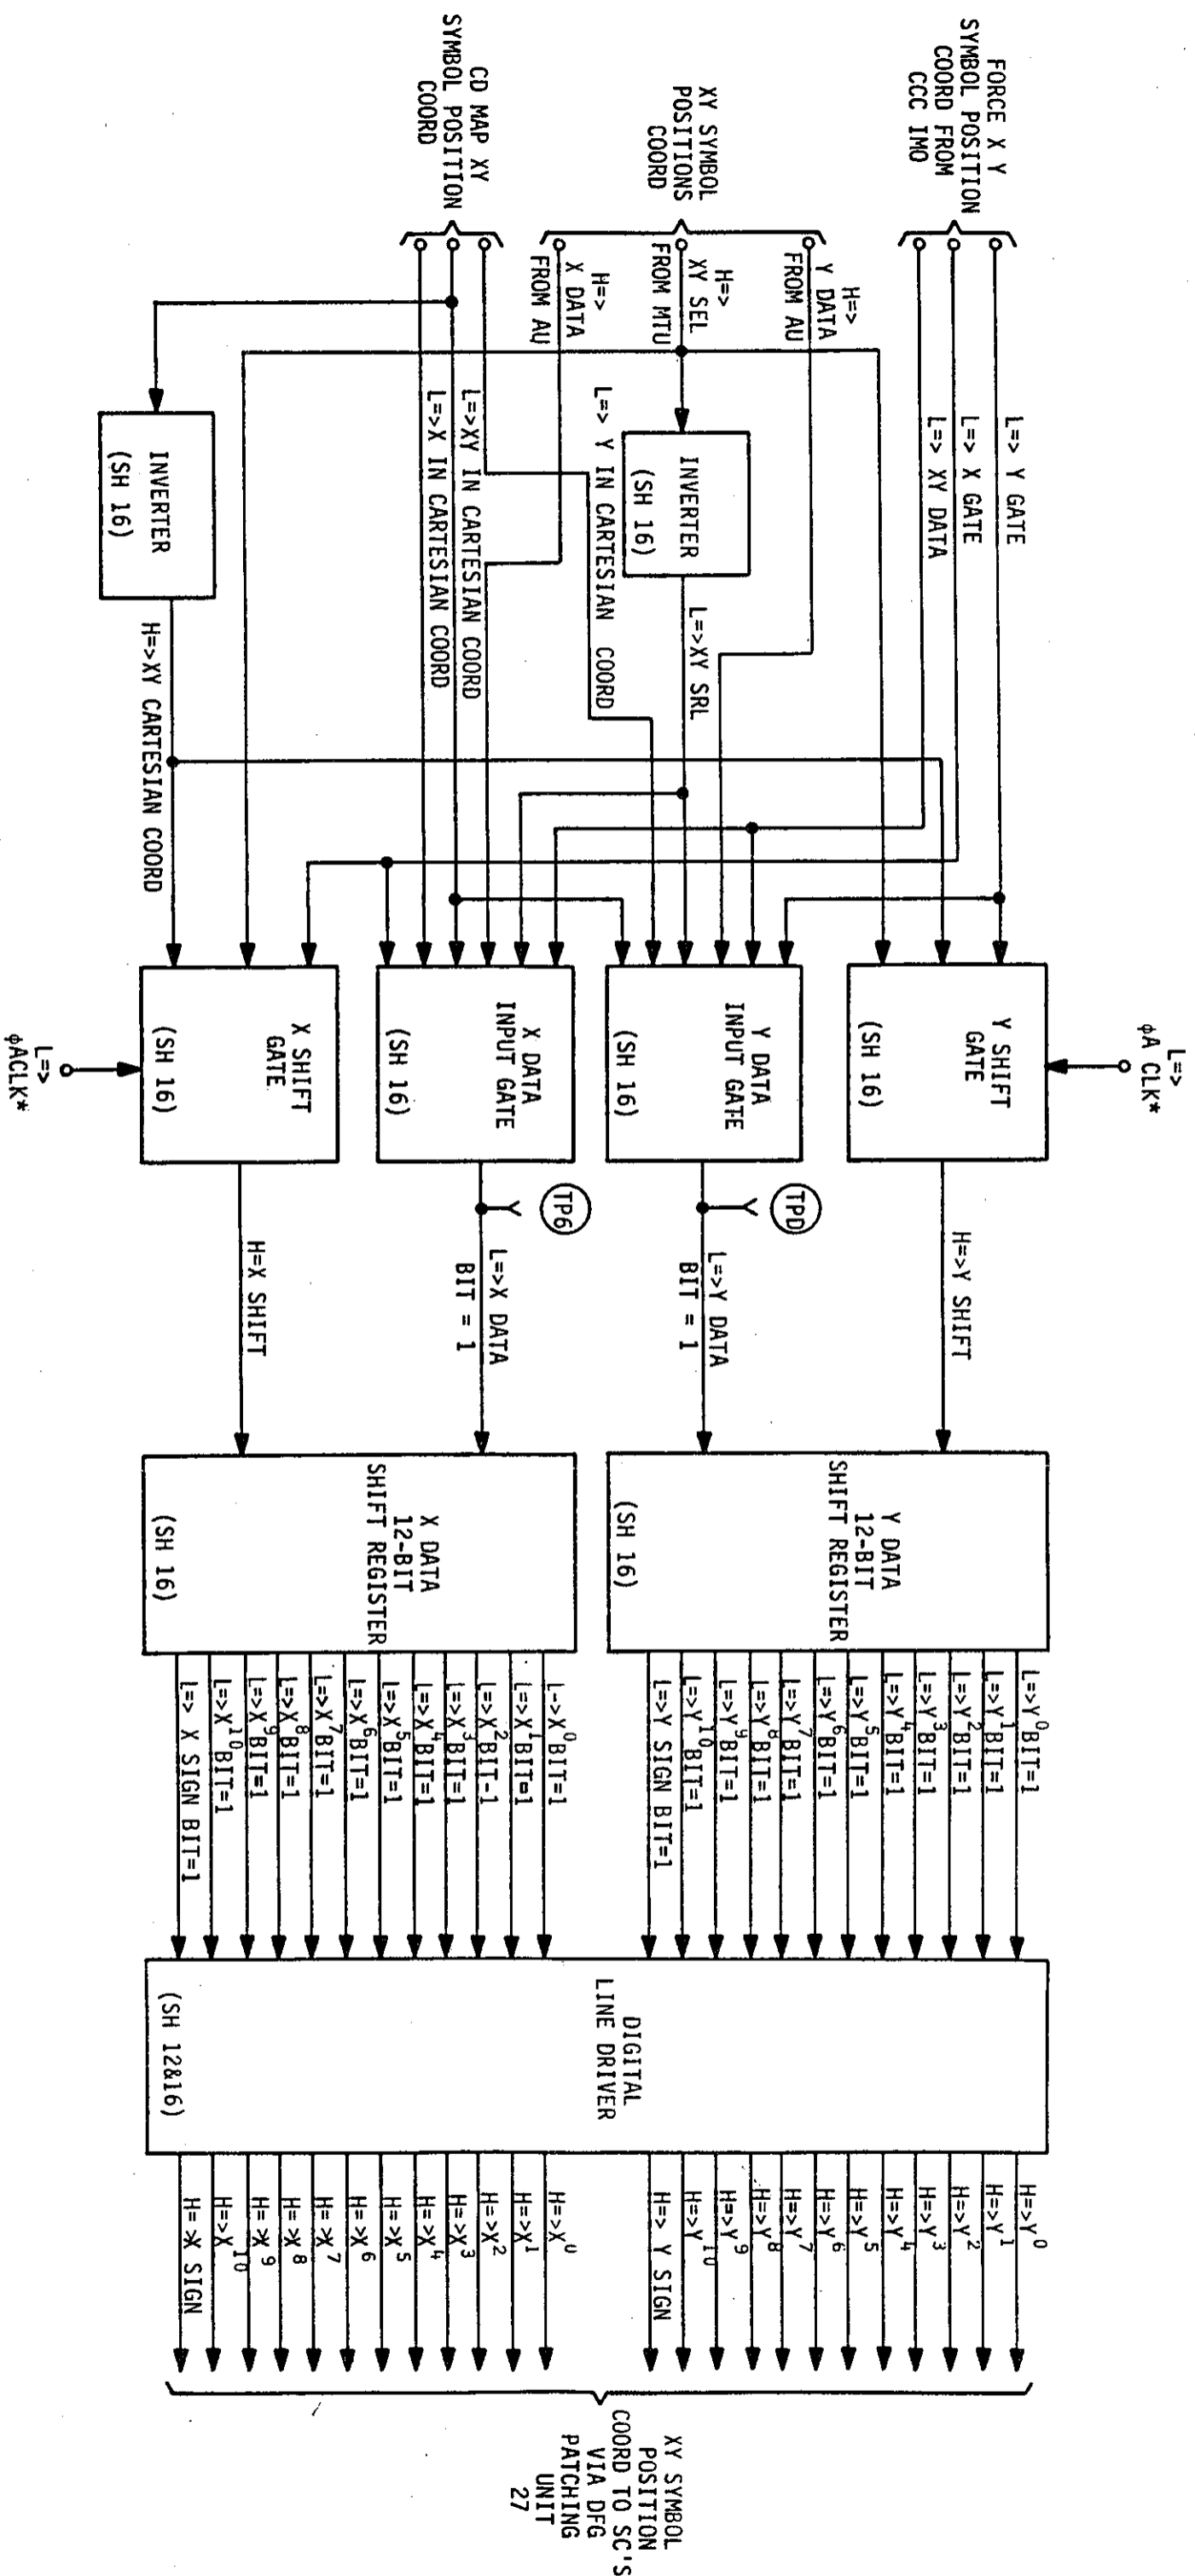 FORCE X Y
SYMBOL POSITION
COORD FROM
CCC IMO
L=> Y GATE
L=> X GATE
L=> XY DATA
XY SYMBOL
POSITIONS
COORD
H=>
Y DATA
FROM AU
H=>
XY SEL
FROM MTU
H=>
X DATA
FROM AU
CD MAP XY
SYMBOL POSITION
COORD
L=> Y IN CARTESIAN COORD
L=>XY IN CARTESIAN COORD
L=>X IN CARTESIAN COORD
INVERTER
(SH 16)
L=>XY SRL
INVERTER
(SH 16)
H=>XY CARTESIAN COORD
L=>
φA CLK*
Y SHIFT
GATE
(SH 16)
Y DATA
INPUT GATE
(SH 16)
X DATA
INPUT GATE
(SH 16)
X SHIFT
GATE
(SH 16)
L=>
φACLK*
H=>Y SHIFT
TPD
L=>Y DATA
BIT = 1
TP6
L=>X DATA
BIT = 1
H=X SHIFT
Y DATA
12-BIT
SHIFT REGISTER
(SH 16)
X DATA
12-BIT
SHIFT REGISTER
(SH 16)
L=>Y⁰BIT=1
L=>Y¹BIT=1
L=>Y²BIT=1
L=>Y³BIT=1
L=>Y⁴BIT=1
L=>Y⁵BIT=1
L=>Y⁶BIT=1
L=>Y⁷BIT=1
L=>Y⁸BIT=1
L=>Y⁹BIT=1
L=>Y¹⁰BIT=1
L=>Y SIGN BIT=1
L->X⁰BIT=1
L=>X¹BIT=1
L=>X²BIT-1
L=>X³BIT=1
L=>X⁴BIT=1
L=>X⁵BIT=1
L=>X⁶BIT=1
L=>X⁷BIT=1
L=>X⁸BIT=1
L=>X⁹BIT=1
L=>X¹⁰BIT=1
L=> X SIGN BIT=1
DIGITAL
LINE DRIVER
(SH 12&16)
H=>Y⁰
H=>Y¹
H=>Y²
H=>Y³
H=>Y⁴
H=>Y⁵
H=>Y⁶
H=>Y⁷
H=>Y⁸
H=>Y⁹
H=>Y¹⁰
H=> Y SIGN
H=>X⁰
H=>X¹
H=>X²
H=>X³
H=>X⁴
H=>X⁵
H=>X⁶
H=>X⁷
H=>X⁸
H=>X⁹
H=>X¹⁰
H=>X SIGN
XY SYMBOL
POSITION
COORD TO SC'S
VIA DFG
PATCHING
UNIT
27